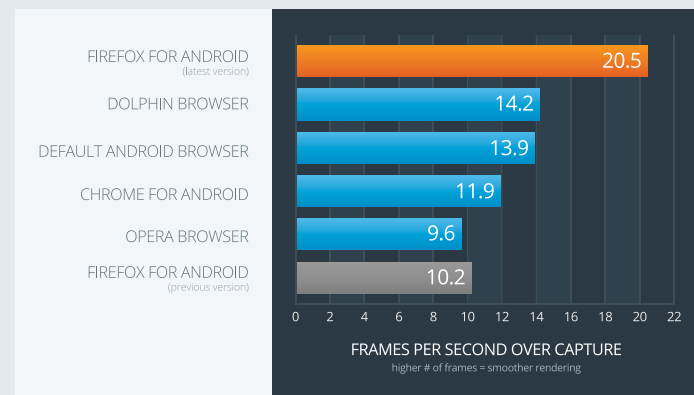 FIREFOX FOR ANDROID
(latest version)
20.5
DOLPHIN BROWSER
14.2
DEFAULT ANDROID BROWSER
13.9
CHROME FOR ANDROID
11.9
OPERA BROWSER
9.6
FIREFOX FOR ANDROID
(previous version)
10.2
0 2 4 6 8 10 12 14 16 18 20 22
FRAMES PER SECOND OVER CAPTURE
higher # of frames = smoother rendering